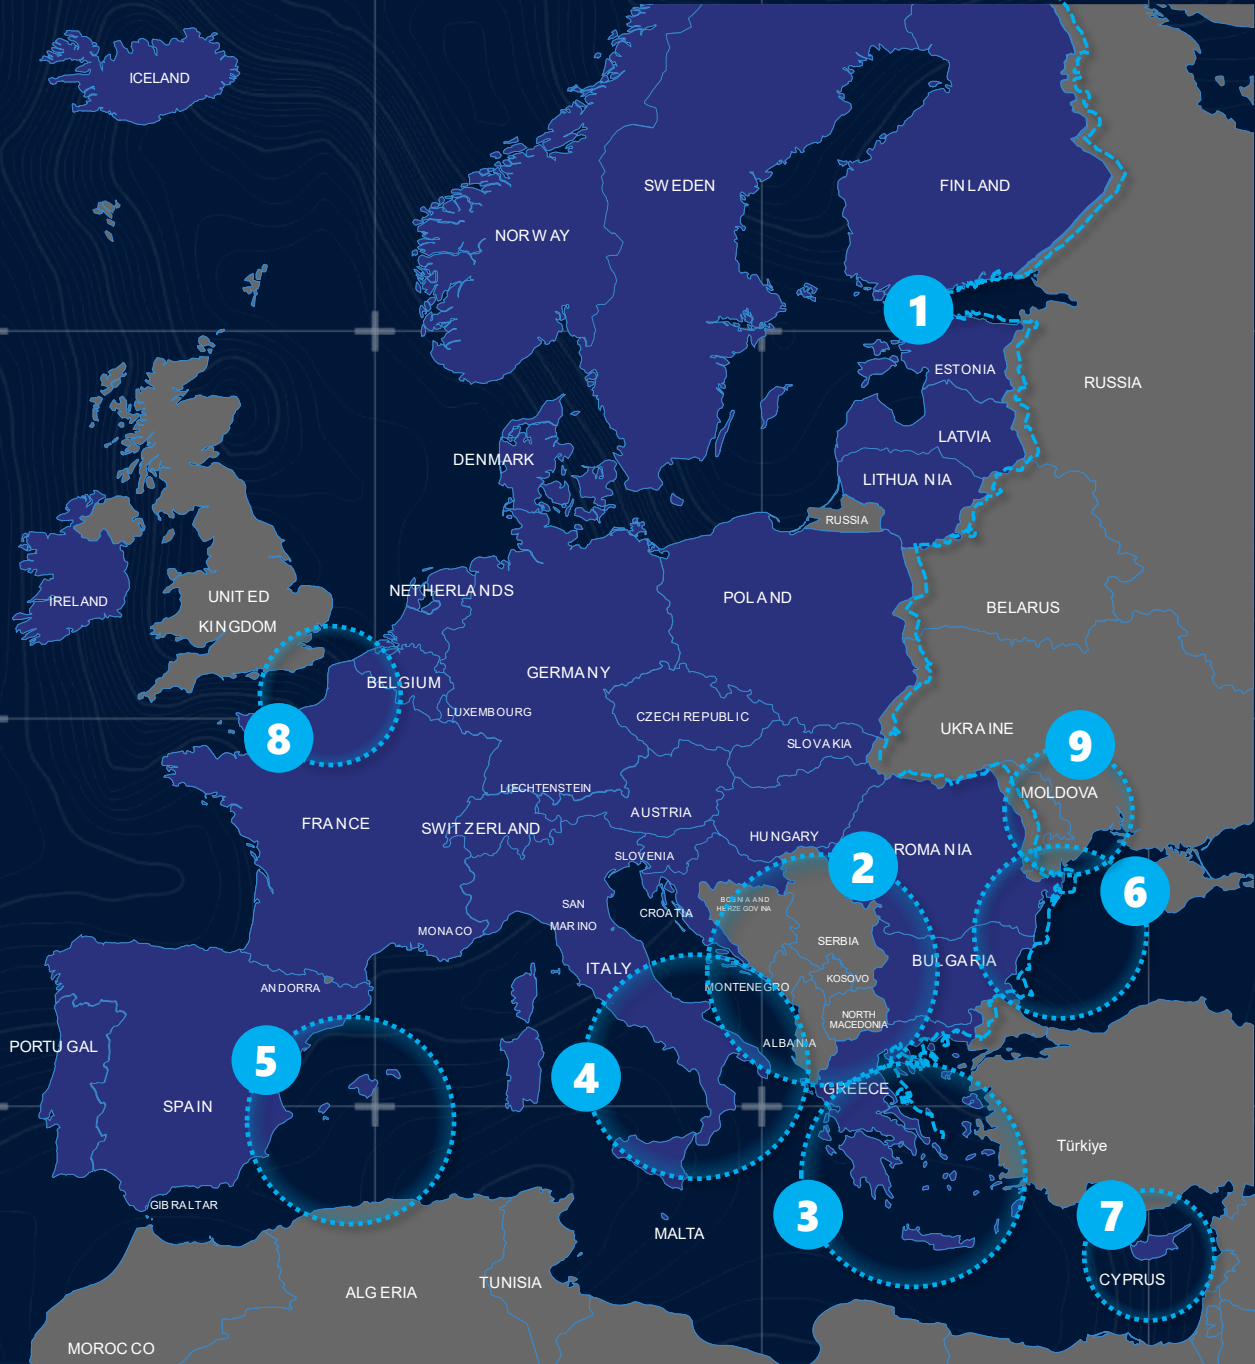 ICELAND
SWEDEN
FINLAND
NORWAY
1
ESTONIA
RUSSIA
LATVIA
DENMARK
LITHUANIA
RUSSIA
NETHERLANDS
UNITED
KINGDOM
IRELAND
POLAND
BELARUS
GERMANY
BELGIUM
LUXEMBOURG
CZECH REPUBLIC
UKRAINE
8
SLOVAKIA
9
LIECHTENSTEIN
MOLDOVA
AUSTRIA
FRANCE
SWITZERLAND
HUNGARY
ROMANIA
SLOVENIA
2
6
BOSNIA AND
HERZEGOVINA
SAN
MARINO
CROATIA
MONACO
SERBIA
BULGARIA
ITALY
KOSOVO
ANDORRA
MONTENEGRO
NORTH
MACEDONIA
PORTUGAL
ALBANIA
5
4
GREECE
SPAIN
Türkiye
GIBRALTAR
3
7
MALTA
CYPRUS
TUNISIA
ALGERIA
MOROCCO